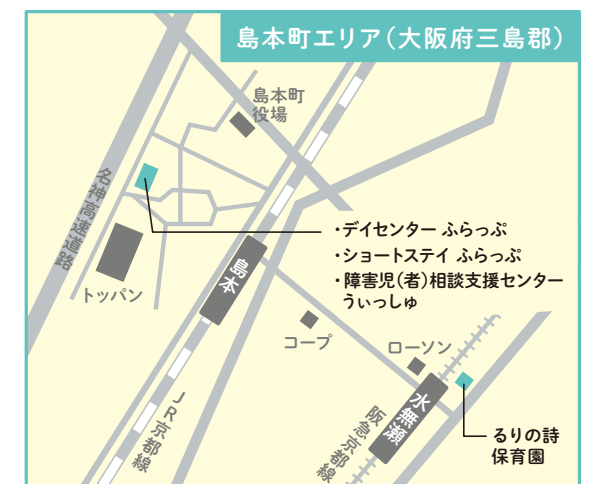 島本町エリア（大阪府三島郡）
島本町
役場
名神高速道路
トッパン
・デイセンター ふらっぷ
・ショートステイ ふらっぷ
・障害児（者）相談支援センター
うぃっしゅ
島本
コープ
ローソン
水無瀬
JR京都線
阪急京都線
るりの詩
保育園